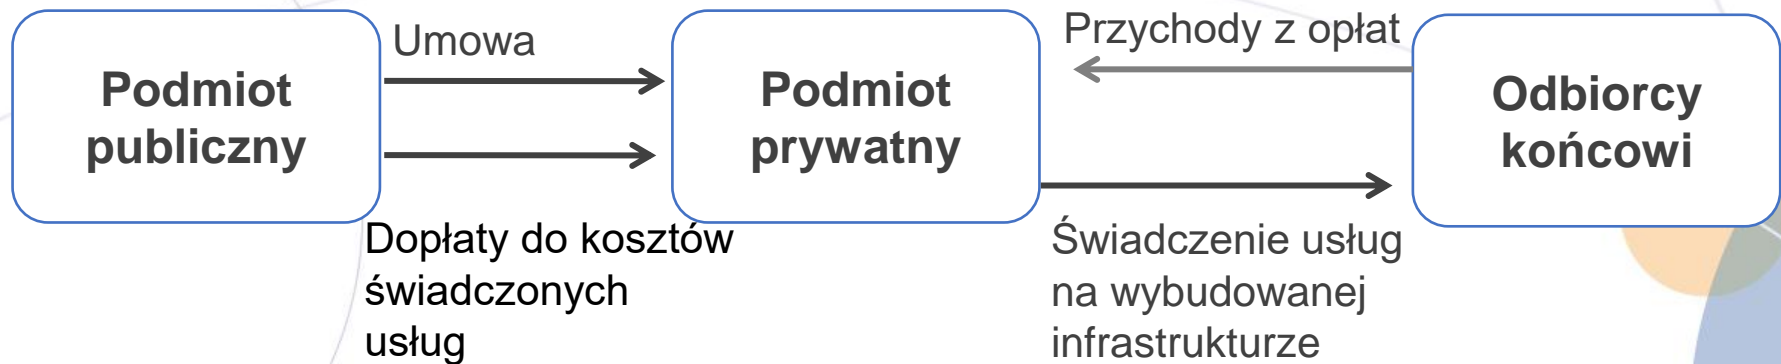 Podmiot
publiczny
Umowa
Dopłaty do kosztów
świadczonych
usług
Podmiot
prywatny
Przychody z opłat
Świadczenie usług
na wybudowanej
infrastrukturze
Odbiorcy
końcowi